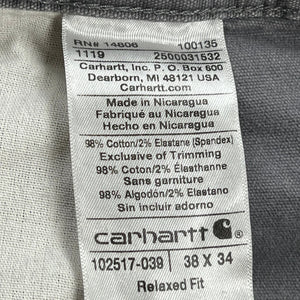 RN# 14806 100135
1119 2500031532
Carhartt, Inc. P. O. Box 600
Dearborn, MI 48121 USA
Carhartt.com
Made in Nicaragua
Fabriqué au Nicaragua
Hecho en Nicaragua
98% Cotton/2% Elastane (Spandex)
Exclusive of Trimming
98% Coton/2% Élasthanne
Sans garniture
98% Algodón/2% Elastano
Sin incluir adorno
carhartt
102517-039 38 X 34
Relaxed Fit